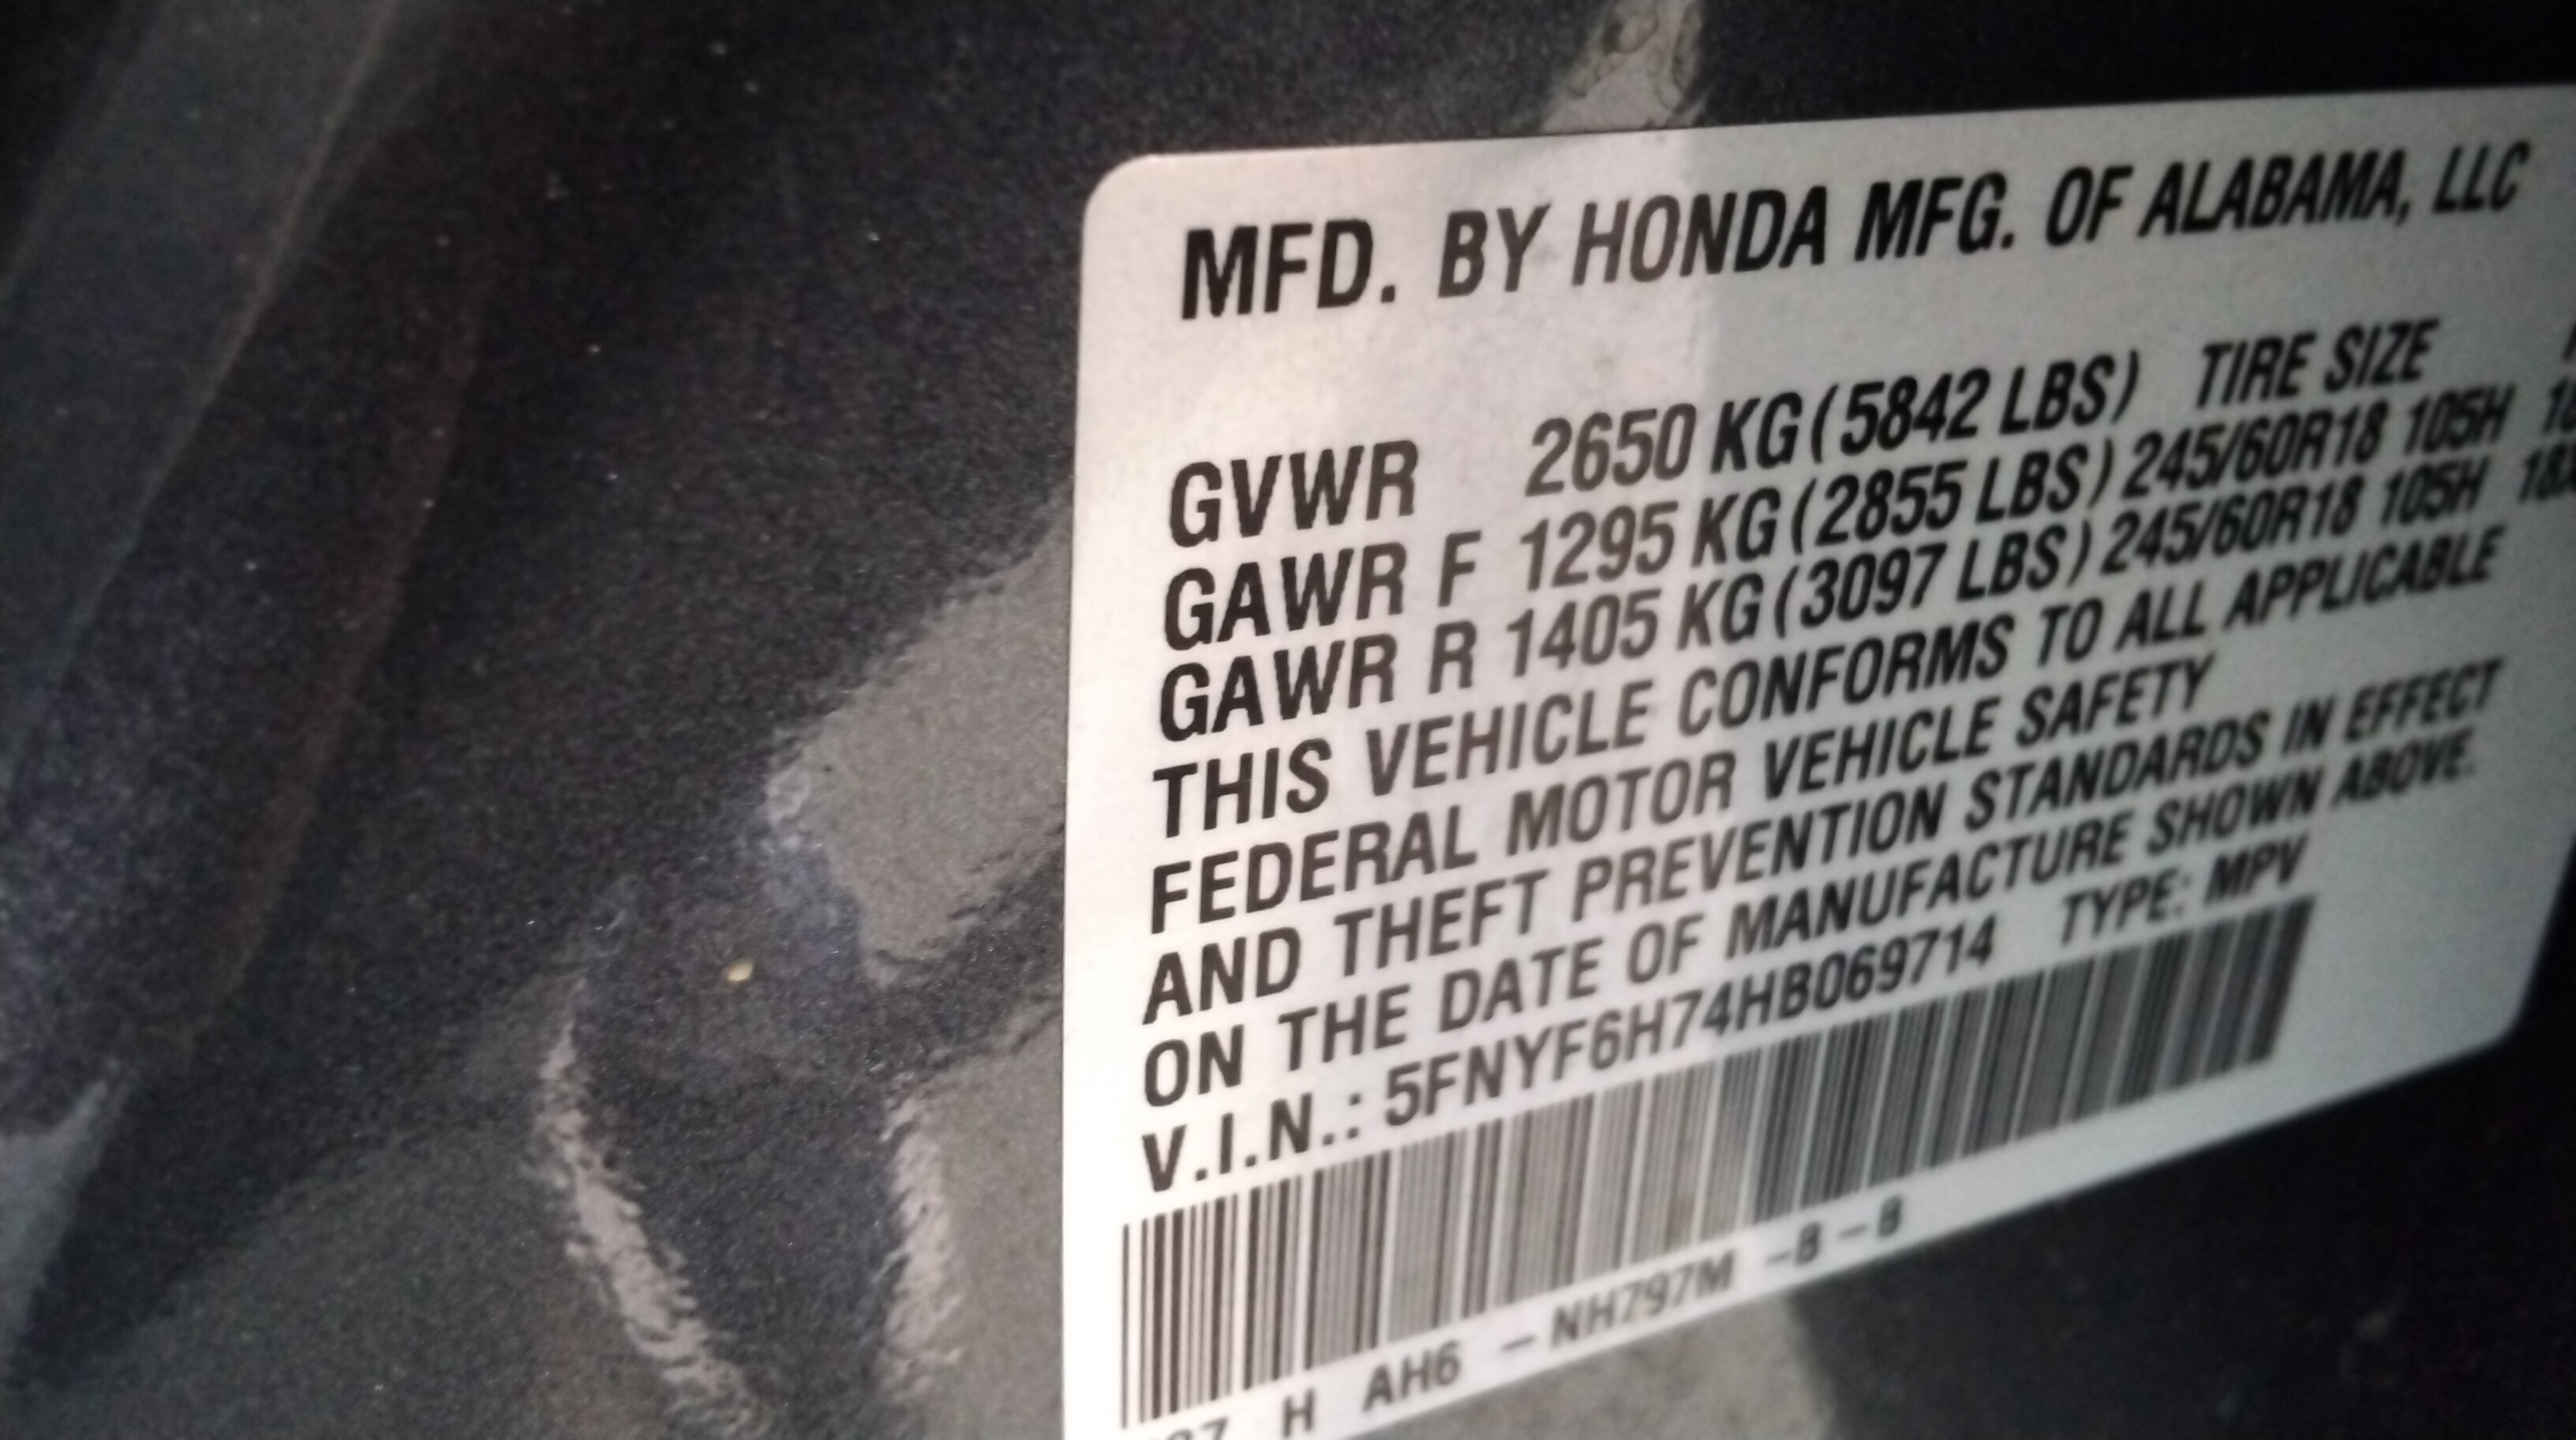 MFD. BY HONDA MFG. OF ALABAMA, LLC
GVWR 2650 KG (5842 LBS) TIRE SIZE
GAWR F 1295 KG (2855 LBS) 245/60R18 105H
GAWR R 1405 KG (3097 LBS) 245/60R18 105H
THIS VEHICLE CONFORMS TO ALL APPLICABLE
FEDERAL MOTOR VEHICLE SAFETY
AND THEFT PREVENTION STANDARDS IN EFFECT
ON THE DATE OF MANUFACTURE SHOWN ABOVE.
V.I.N.: 5FNYF6H74HB069714 TYPE: MPV
H AH6 - NH797M - B - B